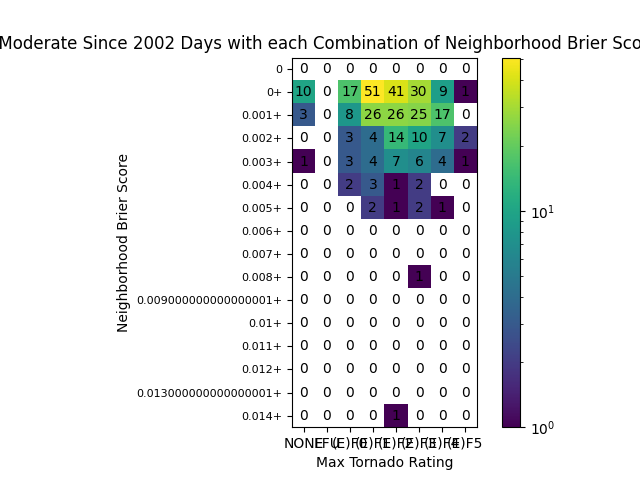 Moderate Since 2002 Days with each Combination of Neighborhood Brier Sco
0 0 0 0 0 0 0 0 0
0+ 10 0 17 51 41 30 9 1
0.001+ 3 0 8 26 26 25 17 0
0.002+ 0 0 3 4 14 10 7 2
0.003+ 1 0 3 4 7 6 4 1
0.004+ 0 0 2 3 1 2 0 0
0.005+ 0 0 0 2 1 2 1 0
0.006+ 0 0 0 0 0 0 0 0
0.007+ 0 0 0 0 0 0 0 0
0.008+ 0 0 0 0 0 1 0 0
0.009000000000000001+ 0 0 0 0 0 0 0 0
0.01+ 0 0 0 0 0 0 0 0
0.011+ 0 0 0 0 0 0 0 0
0.012+ 0 0 0 0 0 0 0 0
0.013000000000000001+ 0 0 0 0 0 0 0 0
0.014+ 0 0 0 0 1 0 0 0
NONE (E)F5
Max Tornado Rating
Neighborhood Brier Score
10¹
10⁰